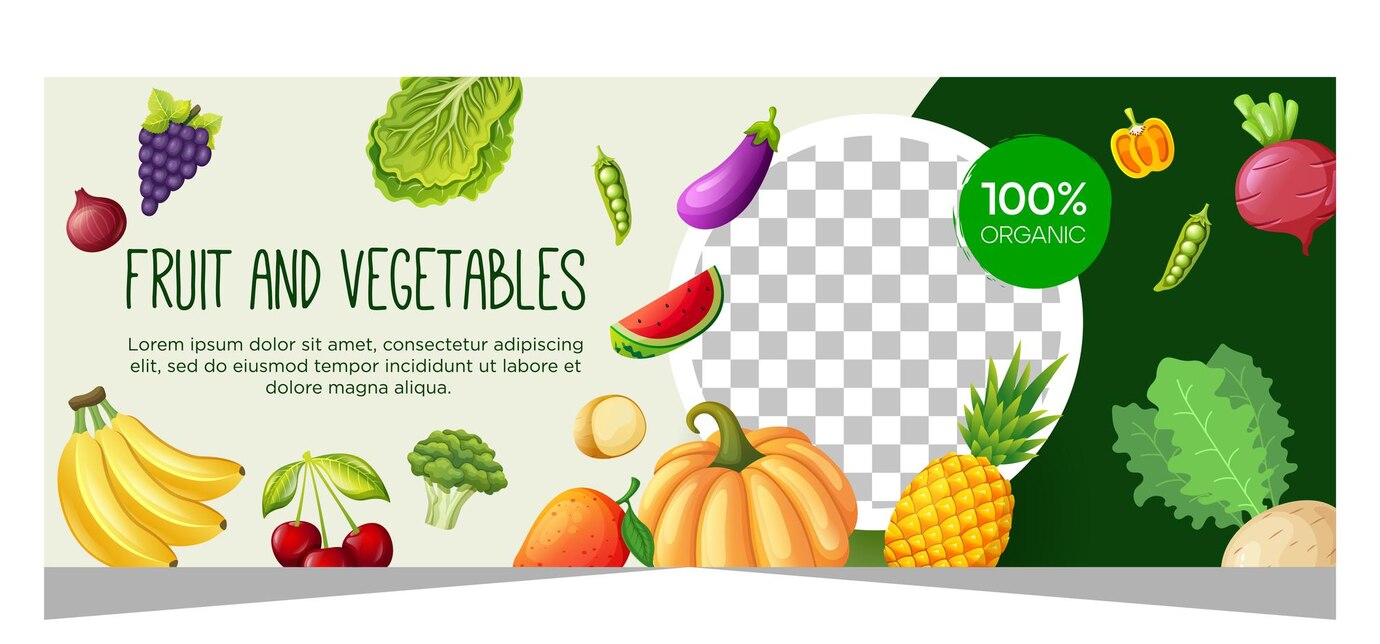 FRUIT AND VEGETABLES
Lorem ipsum dolor sit amet, consectetur adipiscing
elit, sed do eiusmod tempor incididunt ut labore et
dolore magna aliqua.
100%
ORGANIC